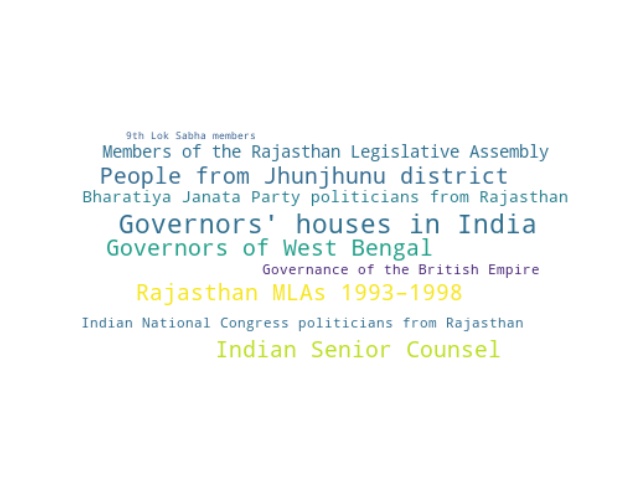 9th Lok Sabha members
Members of the Rajasthan Legislative Assembly
People from Jhunjhunu district
Bharatiya Janata Party politicians from Rajasthan
Governors' houses in India
Governors of West Bengal
Governance of the British Empire
Rajasthan MLAs 1993–1998
Indian National Congress politicians from Rajasthan
Indian Senior Counsel